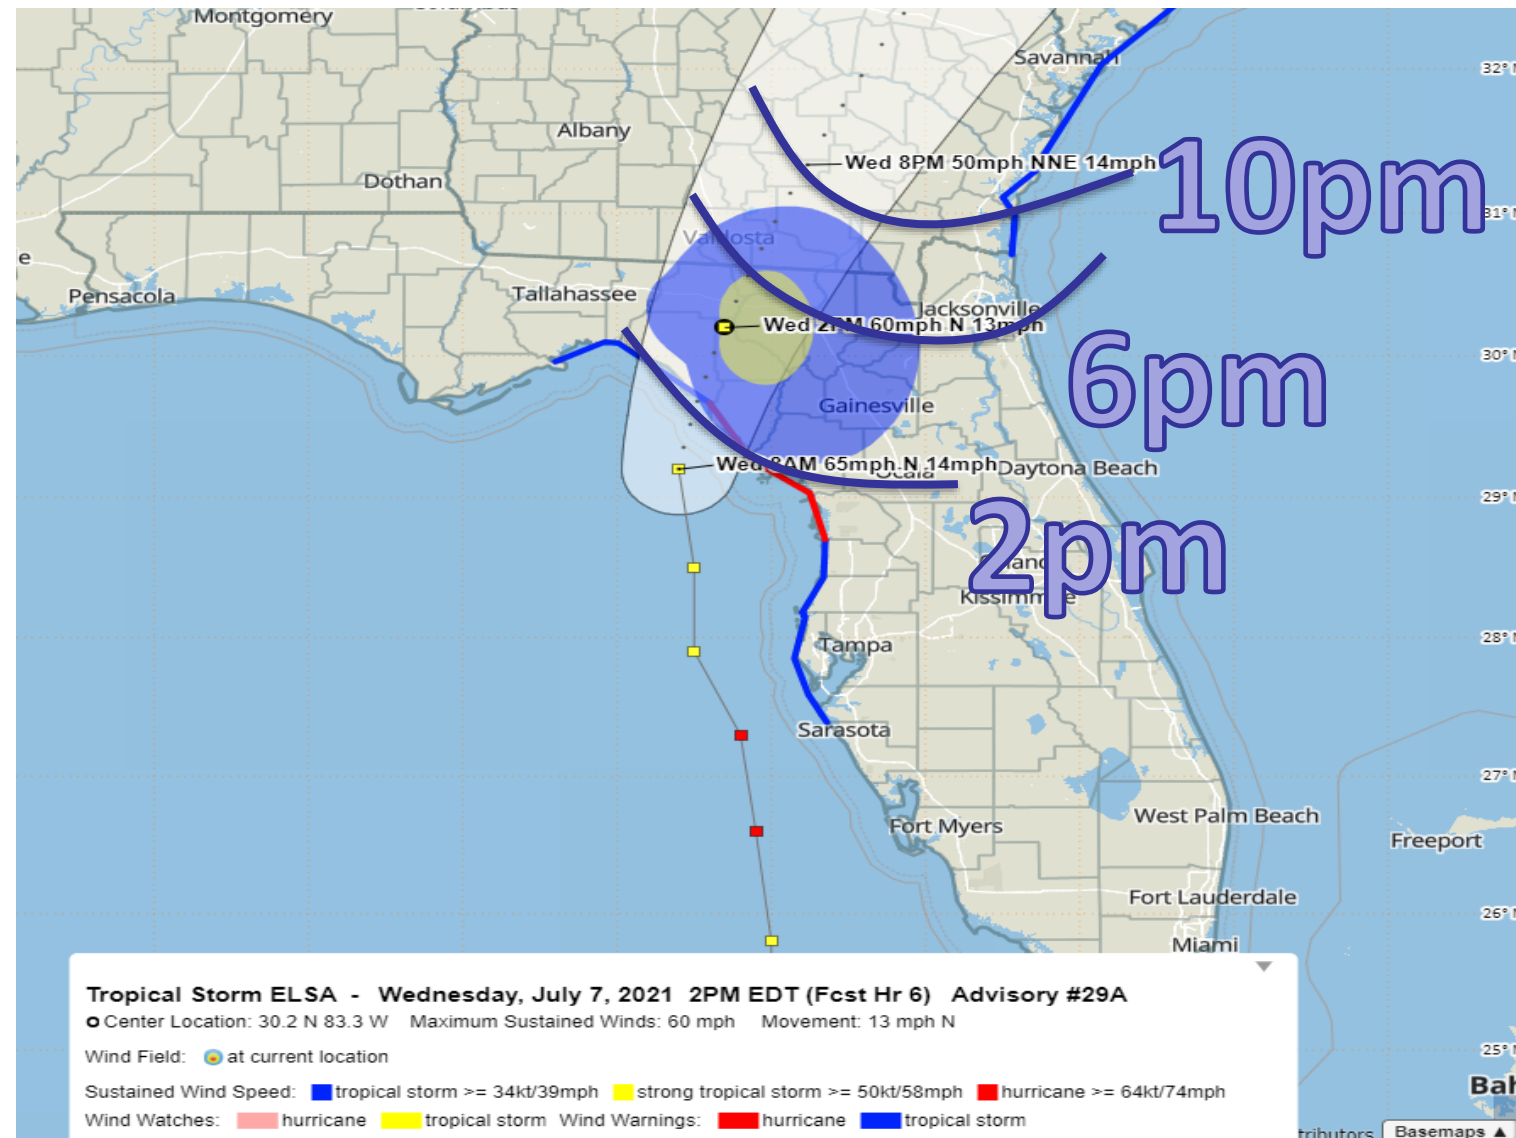 Montgomery
Savannah
32°
Albany
Wed 8PM 50mph NNE 14mph
10pm
Dothan
31°
Valdosta
e
Pensacola
Tallahassee
Jacksonville
Wed 2PM 60mph N 13mph
30°
6pm
Gainesville
Wed 8AM 65mph N 14mph
Ocala
Daytona Beach
29°
2pm
Kissimmee
28°
Tampa
Sarasota
27°
West Palm Beach
Fort Myers
Freeport
Fort Lauderdale
26°
Miami
Tropical Storm ELSA - Wednesday, July 7, 2021 2PM EDT (Fcst Hr 6) Advisory #29A
Center Location: 30.2 N 83.3 W Maximum Sustained Winds: 60 mph Movement: 13 mph N
Wind Field: at current location
25°
Sustained Wind Speed: tropical storm >= 34kt/39mph strong tropical storm >= 50kt/58mph hurricane >= 64kt/74mph
Bah
Wind Watches: hurricane tropical storm Wind Warnings: hurricane tropical storm
tributors
Basemaps ▲